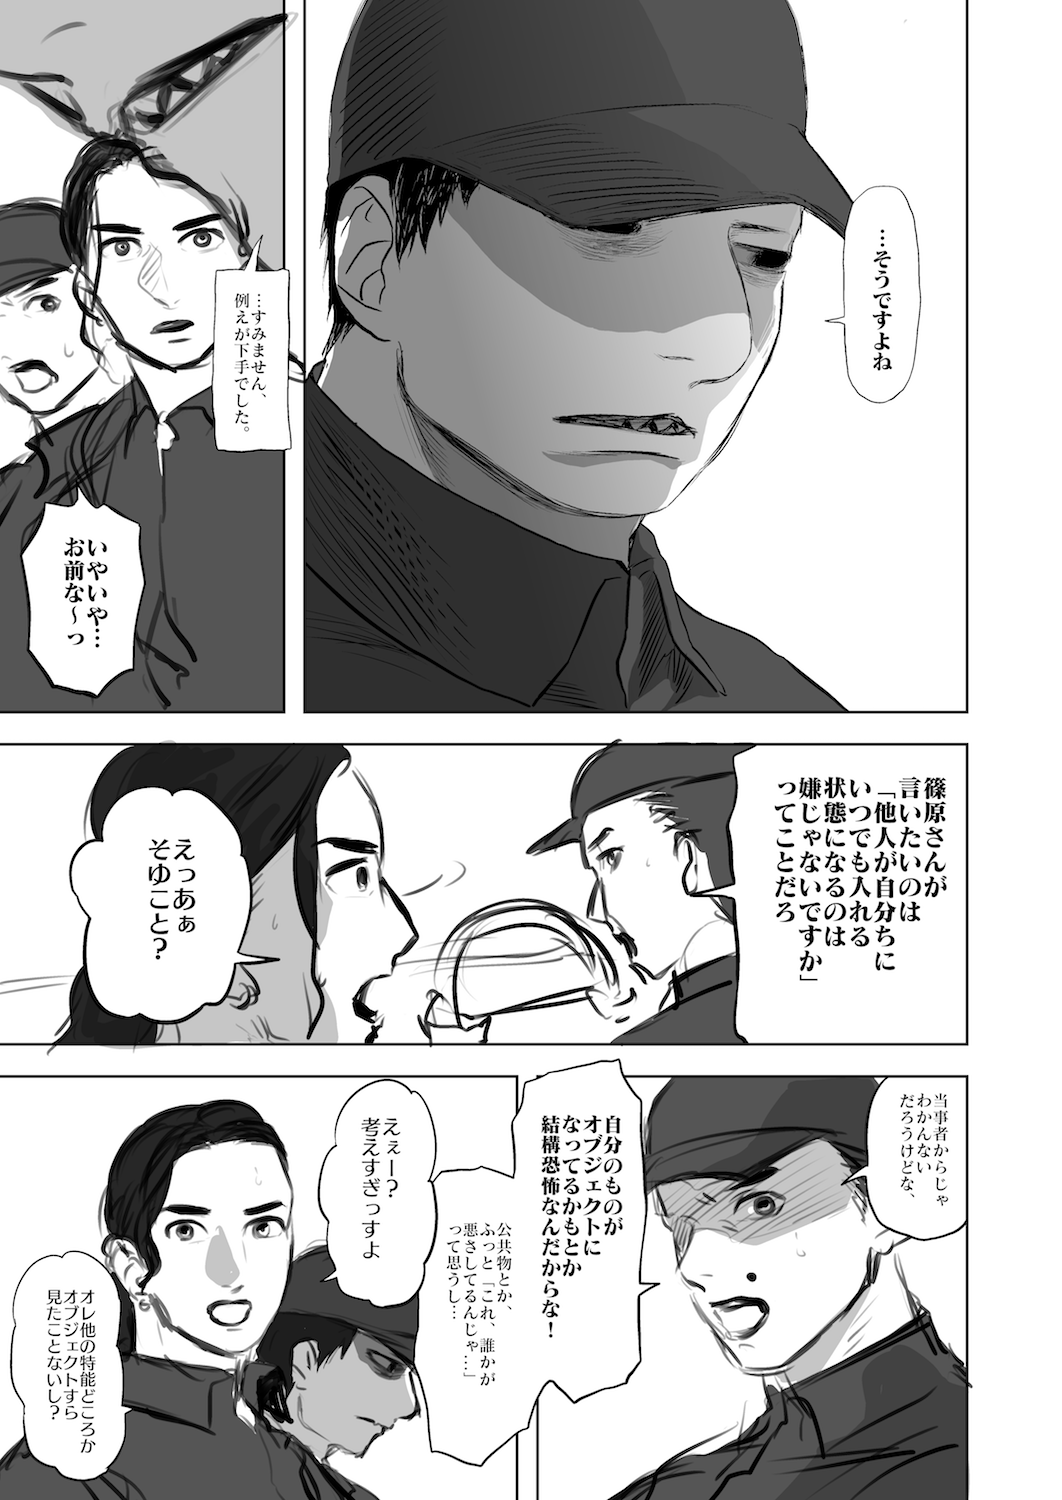 …そうですよね
…すみません、
例えが下手でした。
いやいや…
お前な〜っ
篠原さんが
言いたいのは
「他人が自分ちに
いつでも入れる
状態になるのは
嫌じゃないですか」
ってことだろ
えっあぁ
そゆこと？
当事者からじゃ
わかんない
だろうけどな、
自分のものが
オブジェクトに
なってるかもとか
結構恐怖なんだからな！
公共物とか、
ふっと「これ、誰かが
悪さしてるんじゃ…」
って思うし…
えぇー？
考えすぎっすよ
オレ他の特能どころか
オブジェクトすら
見たことないし？